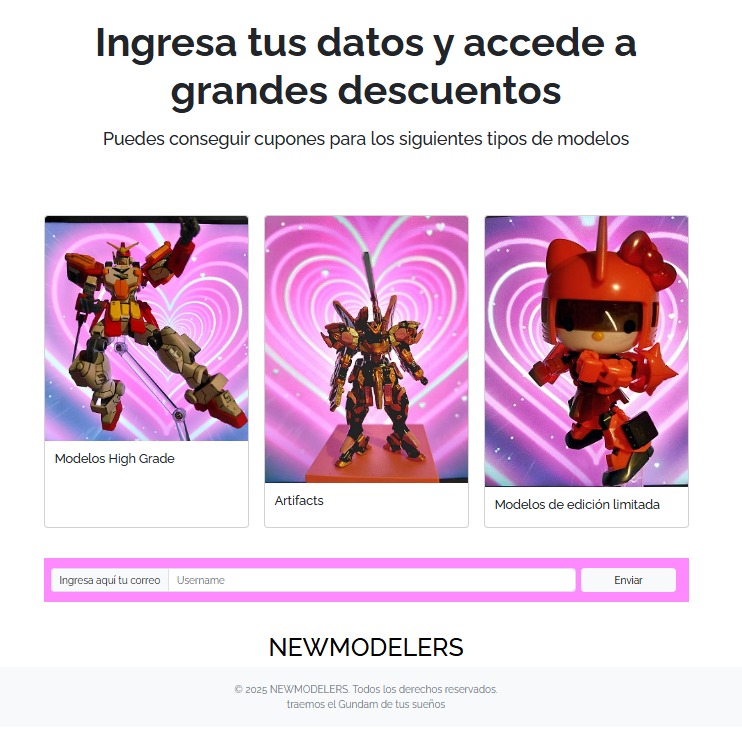 Ingresa tus datos y accede a
grandes descuentos
Puedes conseguir cupones para los siguientes tipos de modelos
Modelos High Grade
Artifacts
Modelos de edición limitada
Ingresa aquí tu correo Username Enviar
NEWMODELERS
© 2025 NEWMODELERS. Todos los derechos reservados.
traemos el Gundam de tus sueños